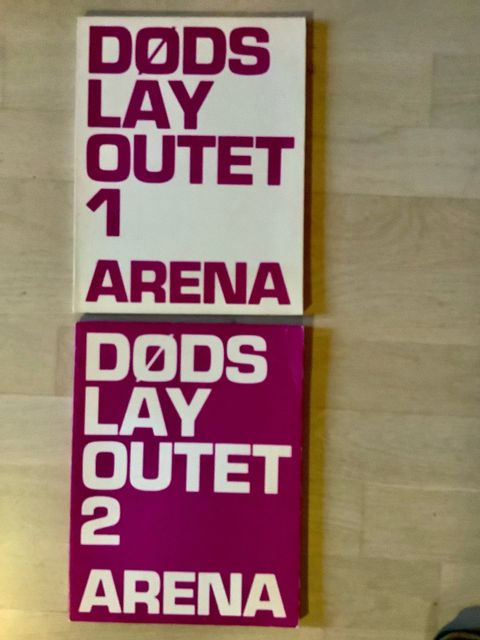 DØDS
LAY
OUTET
1
ARENA
DØDS
LAY
OUTET
2
ARENA